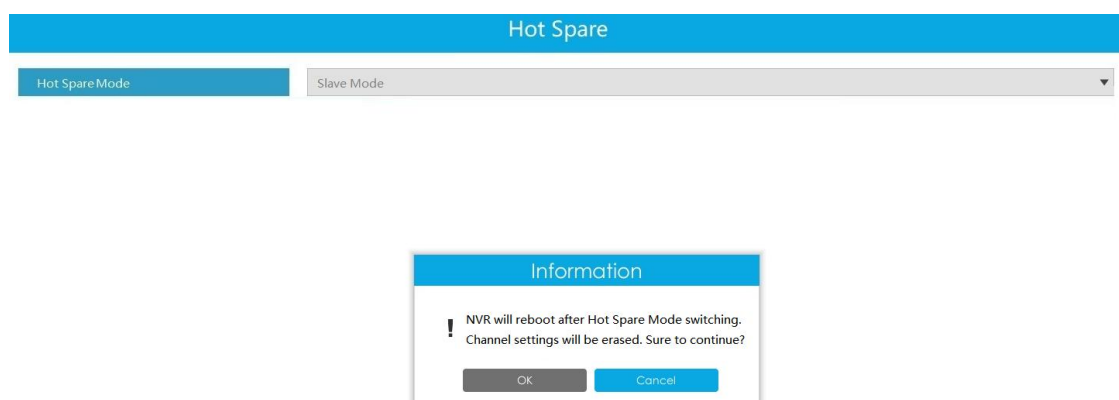 Hot Spare
Hot Spare Mode
Slave Mode
Information
! NVR will reboot after Hot Spare Mode switching.
Channel settings will be erased. Sure to continue?
OK
Cancel